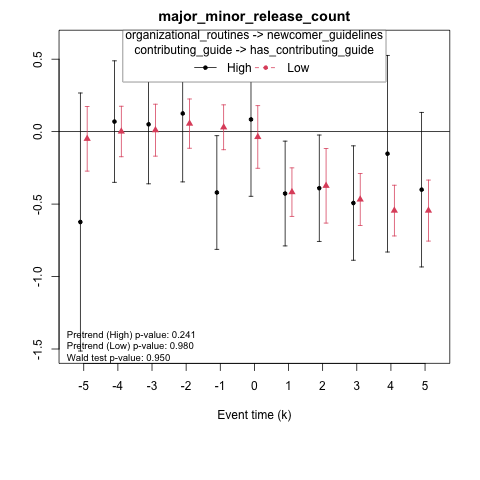 major_minor_release_count
organizational_routines -> newcomer_guidelines
contributing_guide -> has_contributing_guide
High Low
0.5
0.0
-0.5
-1.0
-1.5
Pretrend (High) p-value: 0.241
Pretrend (Low) p-value: 0.980
Wald test p-value: 0.950
-5 -4 -3 -2 -1 0 1 2 3 4 5
Event time (k)